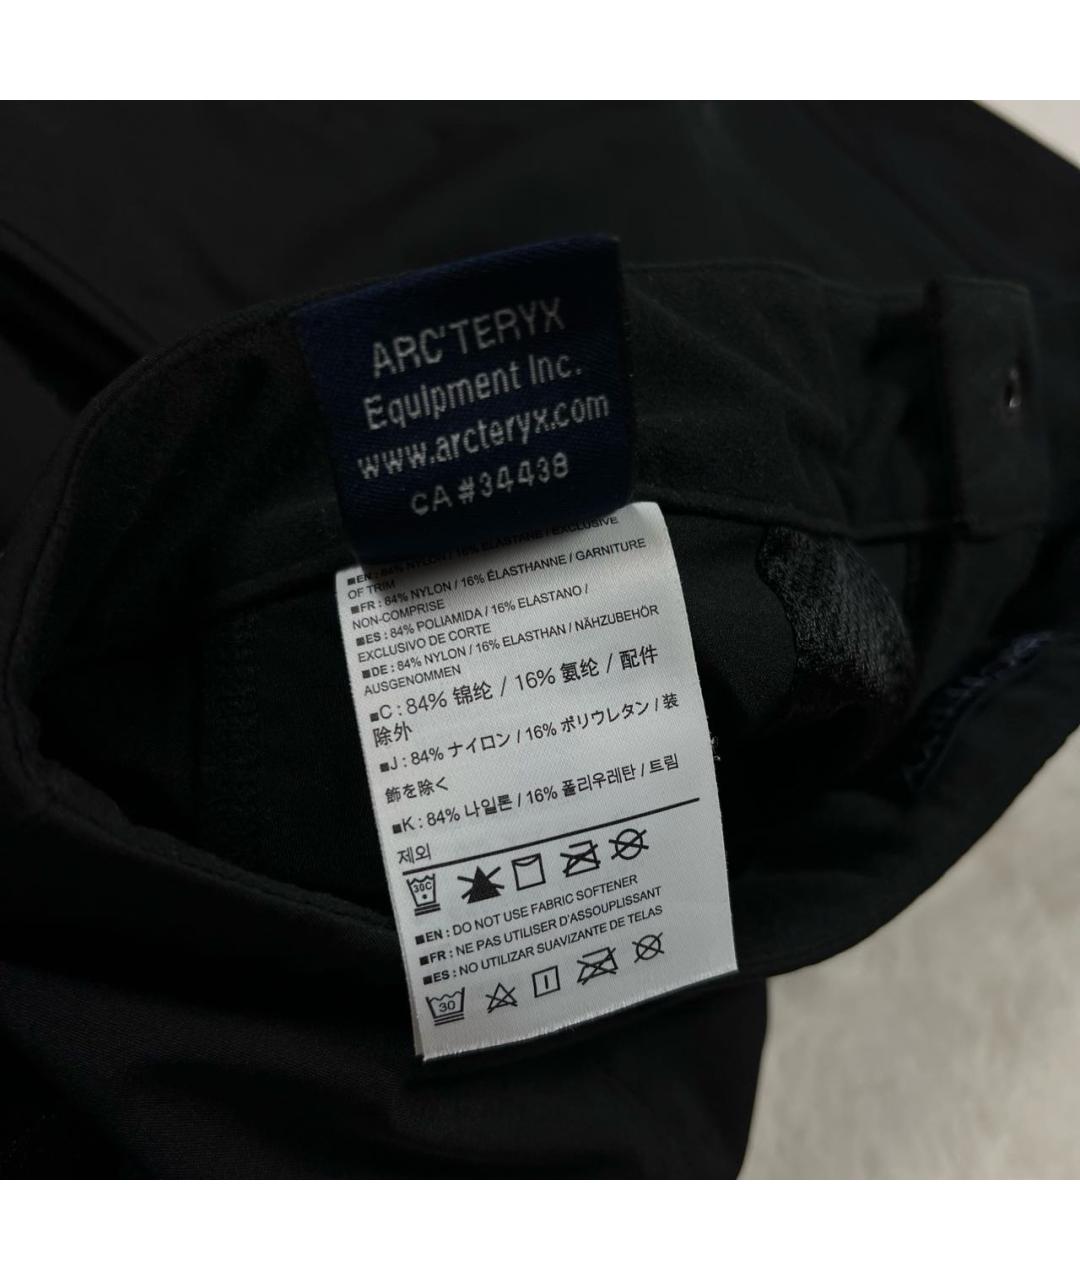 ARC'TERYX
Equipment Inc.
www.arcteryx.com
CA #34438
■EN : 84% NYLON / 16% ELASTANE / EXCLUSIVE
OF TRIM
■FR : 84% NYLON / 16% ÉLASTHANNE / GARNITURE
NON-COMPRISE
■ES : 84% POLIAMIDA / 16% ELASTANO /
EXCLUSIVO DE CORTE
■DE : 84% NYLON / 16% ELASTHAN / NÄHZUBEHÖR
AUSGENOMMEN
■C : 84% 锦纶 / 16% 氨纶 / 配件
除外
■J : 84% ナイロン / 16% ポリウレタン / 装
飾を除く
■K : 84% 나일론 / 16% 폴리우레탄 / 트림
제외
30C
■EN : DO NOT USE FABRIC SOFTENER
■FR : NE PAS UTILISER D'ASSOUPLISSANT
■ES : NO UTILIZAR SUAVIZANTE DE TELAS
30